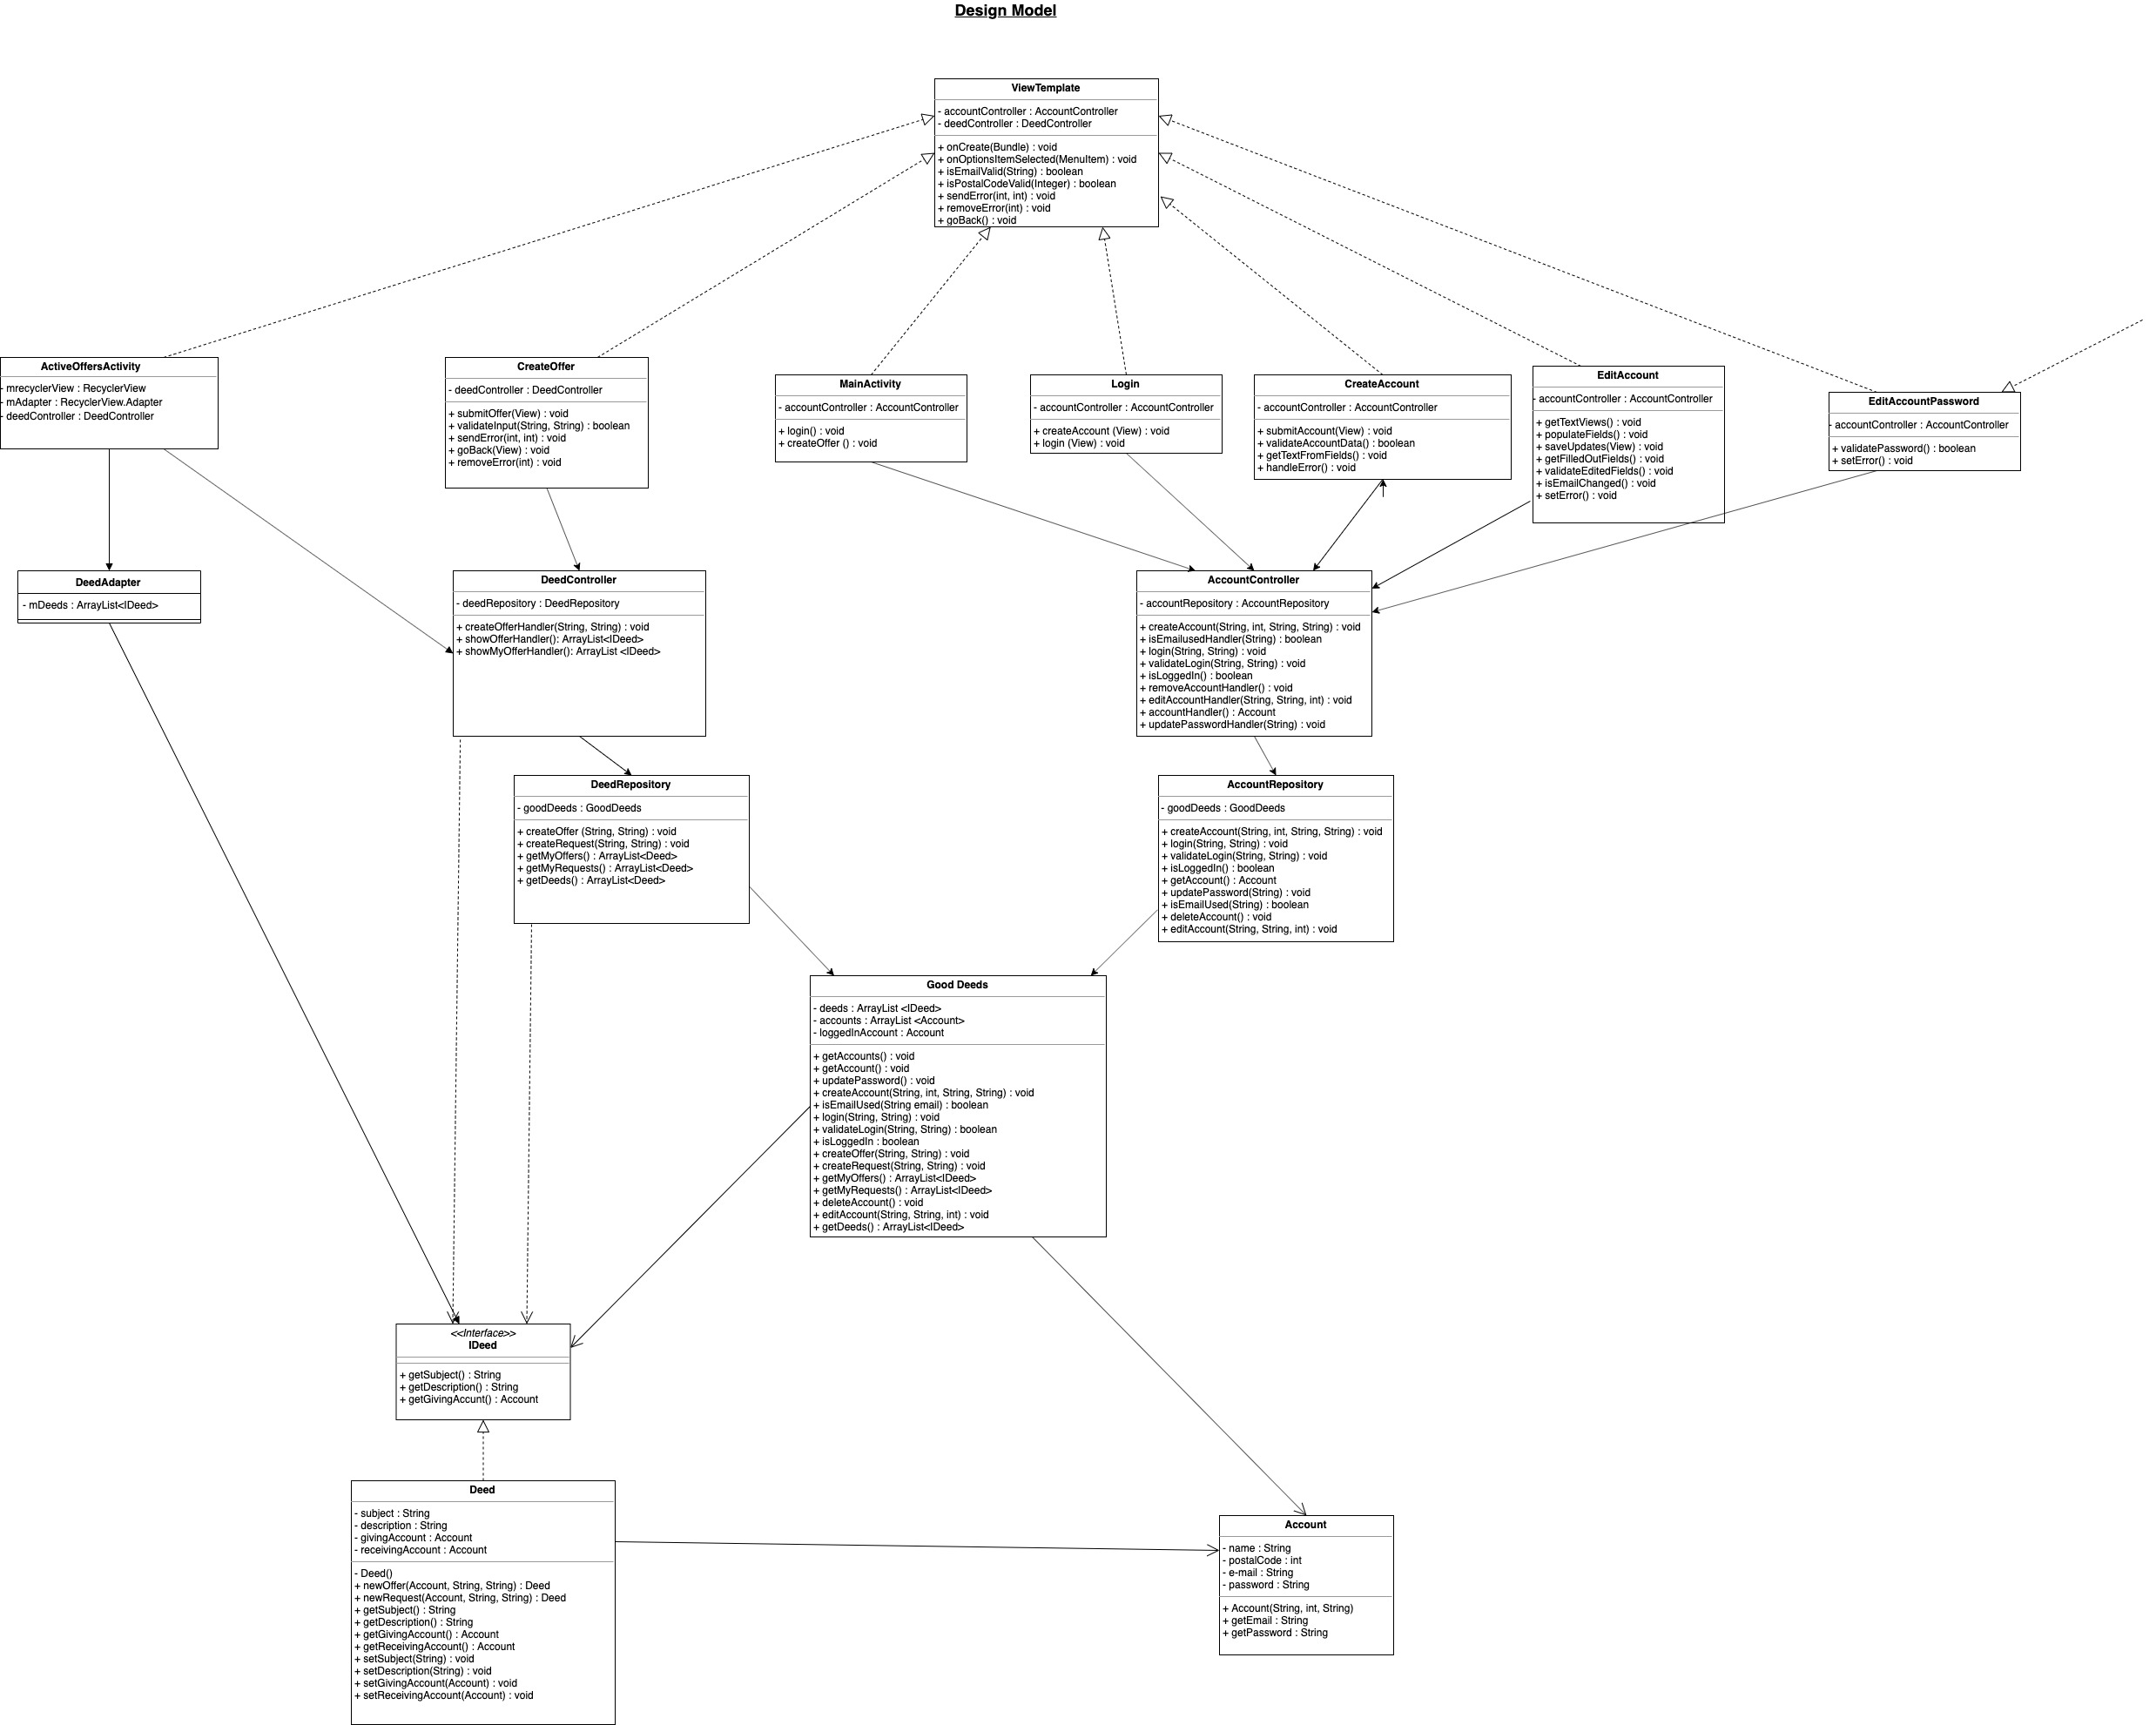 Design Model
ViewTemplate
- accountController : AccountController
- deedController : DeedController
+ onCreate(Bundle) : void
+ onOptionsItemSelected(MenuItem) : void
+ isEmailValid(String) : boolean
+ isPostalCodeValid(Integer) : boolean
+ sendError(int, int) : void
+ removeError(int) : void
+ goBack() : void
ActiveOffersActivity
- mrecyclerView : RecyclerView
- mAdapter : RecyclerView.Adapter
- deedController : DeedController
CreateOffer
- deedController : DeedController
+ submitOffer(View) : void
+ validateInput(String, String) : boolean
+ sendError(int, int) : void
+ goBack(View) : void
+ removeError(int) : void
MainActivity
- accountController : AccountController
+ login() : void
+ createOffer () : void
Login
- accountController : AccountController
+ createAccount (View) : void
+ login (View) : void
CreateAccount
- accountController : AccountController
+ submitAccount(View) : void
+ validateAccountData() : boolean
+ getTextFromFields() : void
+ handleError() : void
EditAccount
- accountController : AccountController
+ getTextViews() : void
+ populateFields() : void
+ saveUpdates(View) : void
+ getFilledOutFields() : void
+ validateEditedFields() : void
+ isEmailChanged() : void
+ setError() : void
EditAccountPassword
- accountController : AccountController
+ validatePassword() : boolean
+ setError() : void
DeedAdapter
- mDeeds : ArrayList<IDeed>
DeedController
- deedRepository : DeedRepository
+ createOfferHandler(String, String) : void
+ showOfferHandler(): ArrayList<IDeed>
+ showMyOfferHandler(): ArrayList <IDeed>
AccountController
- accountRepository : AccountRepository
+ createAccount(String, int, String, String) : void
+ isEmailusedHandler(String) : boolean
+ login(String, String) : void
+ validateLogin(String, String) : void
+ isLoggedIn() : boolean
+ removeAccountHandler() : void
+ editAccountHandler(String, String, int) : void
+ accountHandler() : Account
+ updatePasswordHandler(String) : void
DeedRepository
- goodDeeds : GoodDeeds
+ createOffer (String, String) : void
+ createRequest(String, String) : void
+ getMyOffers() : ArrayList<Deed>
+ getMyRequests() : ArrayList<Deed>
+ getDeeds() : ArrayList<Deed>
AccountRepository
- goodDeeds : GoodDeeds
+ createAccount(String, int, String, String) : void
+ login(String, String) : void
+ validateLogin(String, String) : void
+ isLoggedIn() : boolean
+ getAccount() : Account
+ updatePassword(String) : void
+ isEmailUsed(String) : boolean
+ deleteAccount() : void
+ editAccount(String, String, int) : void
Good Deeds
- deeds : ArrayList <IDeed>
- accounts : ArrayList <Account>
- loggedInAccount : Account
+ getAccounts() : void
+ getAccount() : void
+ updatePassword() : void
+ createAccount(String, int, String, String) : void
+ isEmailUsed(String email) : boolean
+ login(String, String) : void
+ validateLogin(String, String) : boolean
+ isLoggedIn : boolean
+ createOffer(String, String) : void
+ createRequest(String, String) : void
+ getMyOffers() : ArrayList<IDeed>
+ getMyRequests() : ArrayList<IDeed>
+ deleteAccount() : void
+ editAccount(String, String, int) : void
+ getDeeds() : ArrayList<IDeed>
<<Interface>>
IDeed
+ getSubject() : String
+ getDescription() : String
+ getGivingAccunt() : Account
Deed
- subject : String
- description : String
- givingAccount : Account
- receivingAccount : Account
- Deed()
+ newOffer(Account, String, String) : Deed
+ newRequest(Account, String, String) : Deed
+ getSubject() : String
+ getDescription() : String
+ getGivingAccount() : Account
+ getReceivingAccount() : Account
+ setSubject(String) : void
+ setDescription(String) : void
+ setGivingAccount(Account) : void
+ setReceivingAccount(Account) : void
Account
- name : String
- postalCode : int
- e-mail : String
- password : String
+ Account(String, int, String)
+ getEmail : String
+ getPassword : String